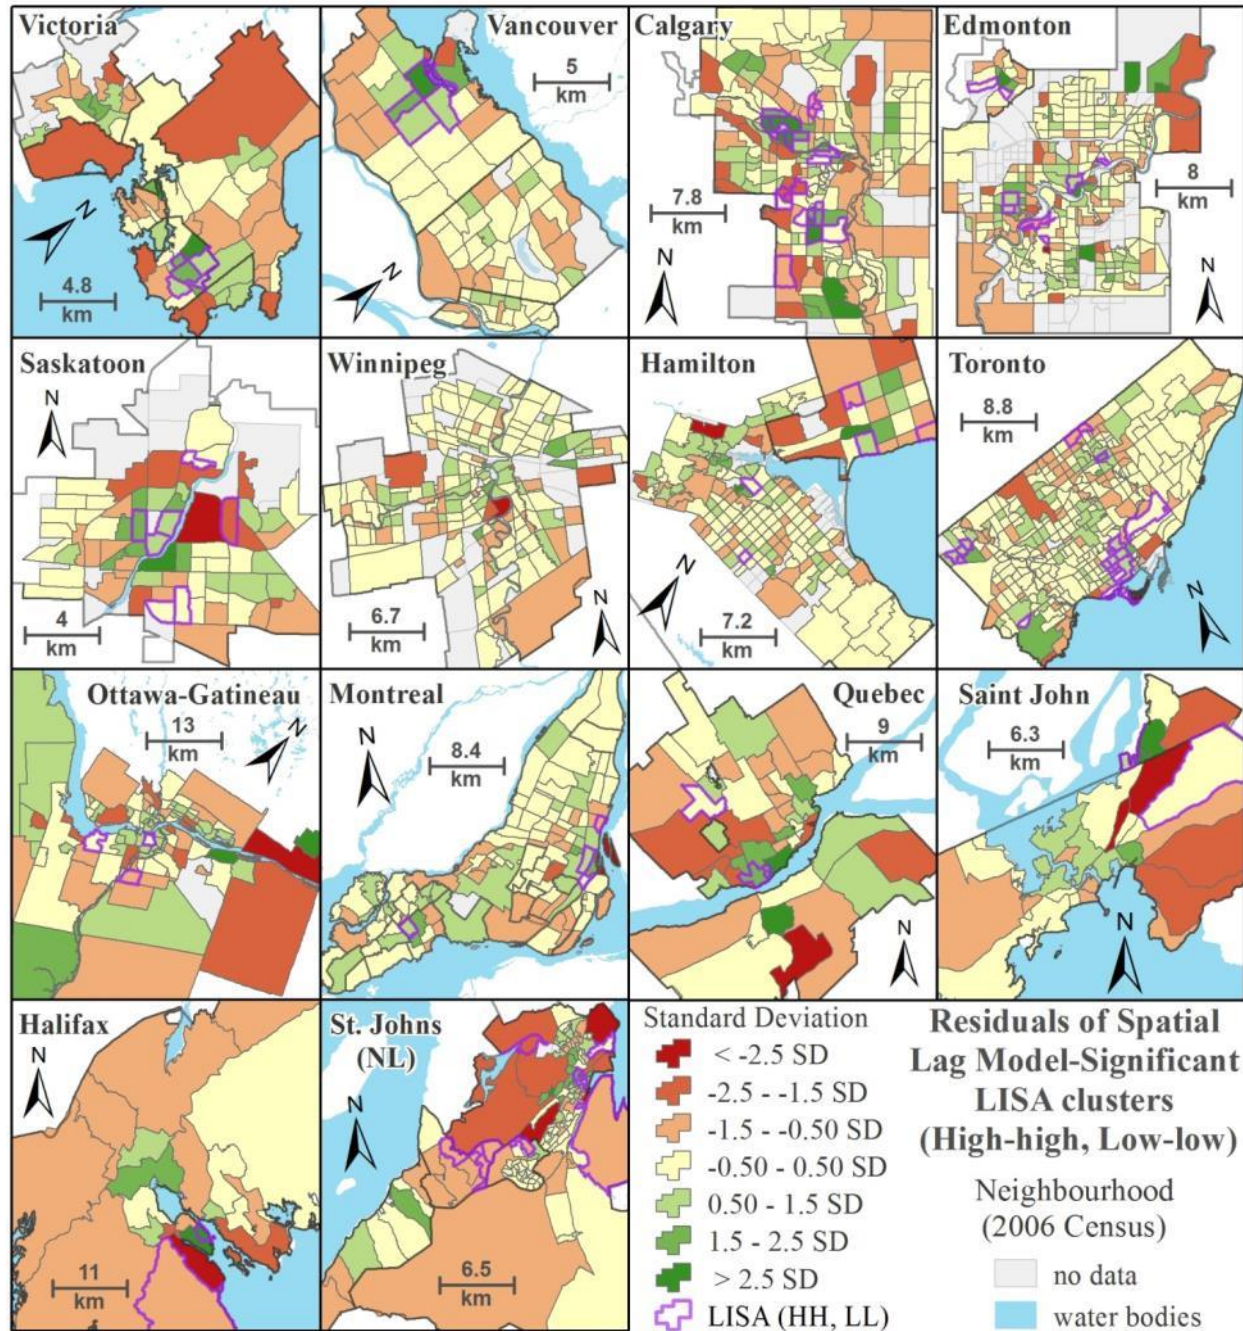 Victoria
N
4.8
km
Vancouver
5
km
N
Calgary
7.8
km
N
Edmonton
8
km
N
Saskatoon
N
4
km
Winnipeg
6.7
km
N
Hamilton
N
7.2
km
Toronto
8.8
km
N
Ottawa-Gatineau
13
km
N
Montreal
N
8.4
km
Quebec
9
km
N
Saint John
6.3
km
N
Halifax
N
11
km
St. Johns
(NL)
N
6.5
km
Standard Deviation
< -2.5 SD
-2.5 - -1.5 SD
-1.5 - -0.50 SD
-0.50 - 0.50 SD
0.50 - 1.5 SD
1.5 - 2.5 SD
> 2.5 SD
LISA (HH, LL)
Residuals of Spatial
Lag Model-Significant
LISA clusters
(High-high, Low-low)
Neighbourhood
(2006 Census)
no data
water bodies